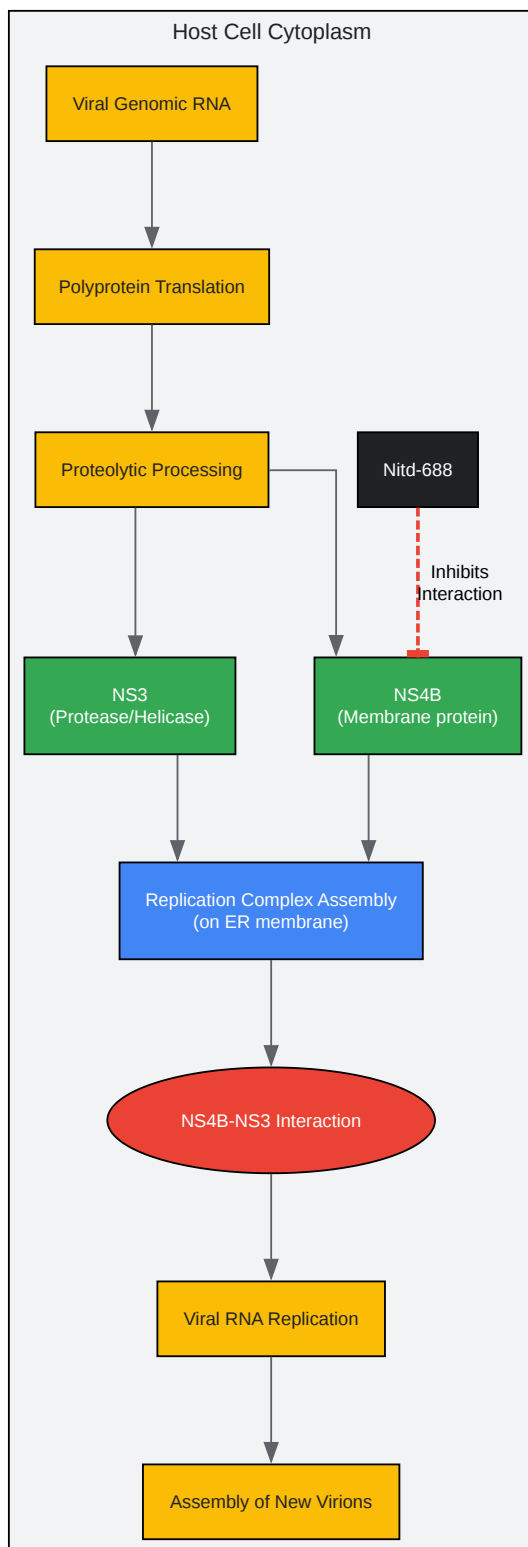 Host Cell Cytoplasm
Viral Genomic RNA
Polyprotein Translation
Proteolytic Processing
Nitd-688
Inhibits
Interaction
NS3
(Protease/Helicase)
NS4B
(Membrane protein)
Replication Complex Assembly
(on ER membrane)
NS4B-NS3 Interaction
Viral RNA Replication
Assembly of New Virions